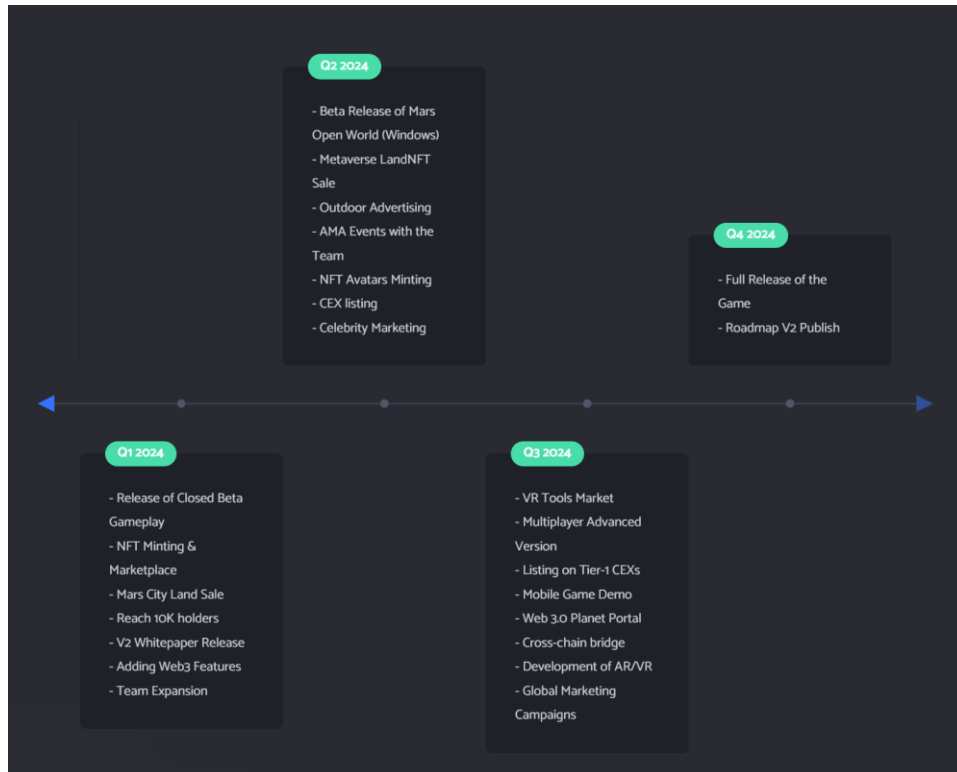 Q2 2024
- Beta Release of Mars
Open World (Windows)
- Metaverse LandNFT
Sale
- Outdoor Advertising
- AMA Events with the
Team
- NFT Avatars Minting
- CEX listing
- Celebrity Marketing
Q4 2024
- Full Release of the
Game
- Roadmap V2 Publish
Q1 2024
- Release of Closed Beta
Gameplay
- NFT Minting &
Marketplace
- Mars City Land Sale
- Reach 10K holders
- V2 Whitepaper Release
- Adding Web3 Features
- Team Expansion
Q3 2024
- VR Tools Market
- Multiplayer Advanced
Version
- Listing on Tier-1 CEXs
- Mobile Game Demo
- Web 3.0 Planet Portal
- Cross-chain bridge
- Development of AR/VR
- Global Marketing
Campaigns